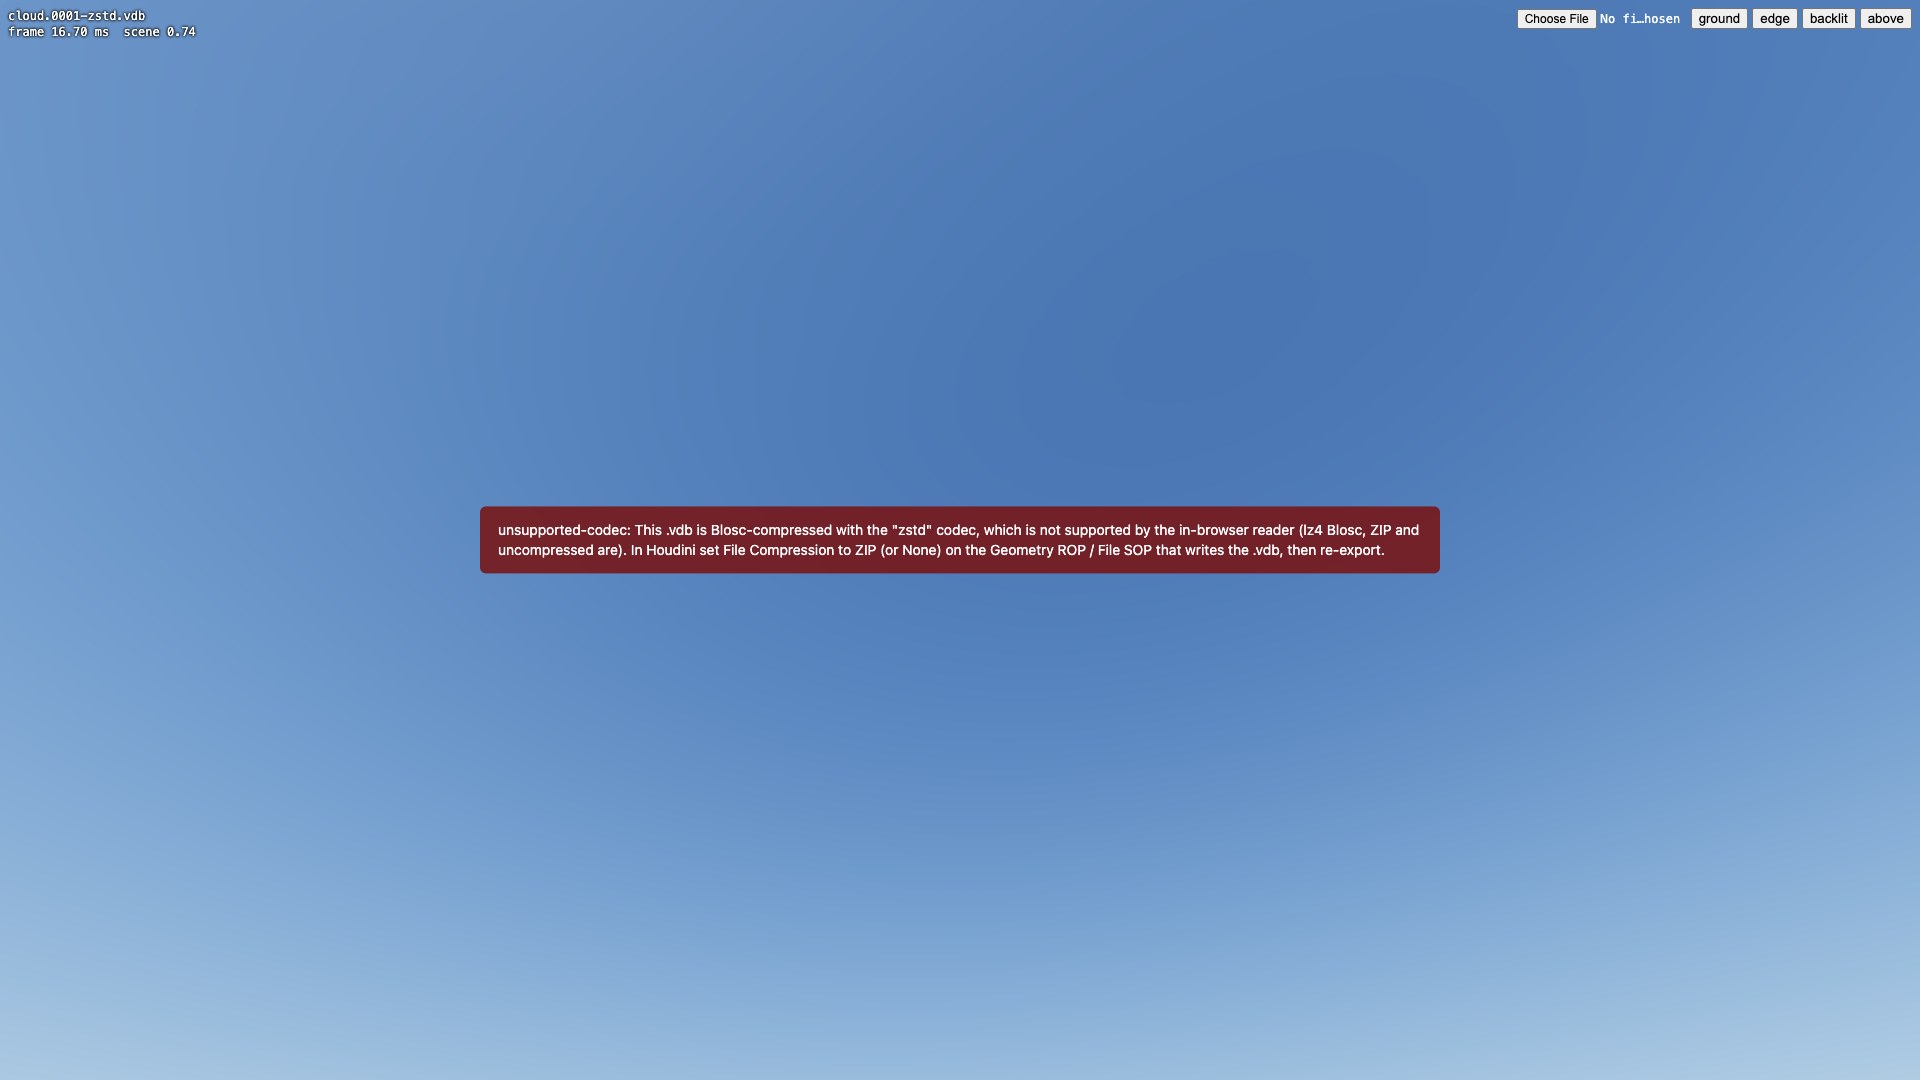 cloud.0001-zstd.vdb
frame 16.70 ms  scene 0.74
Choose File No fi…hosen ground edge backlit above
unsupported-codec: This .vdb is Blosc-compressed with the "zstd" codec, which is not supported by the in-browser reader (lz4 Blosc, ZIP and
uncompressed are). In Houdini set File Compression to ZIP (or None) on the Geometry ROP / File SOP that writes the .vdb, then re-export.